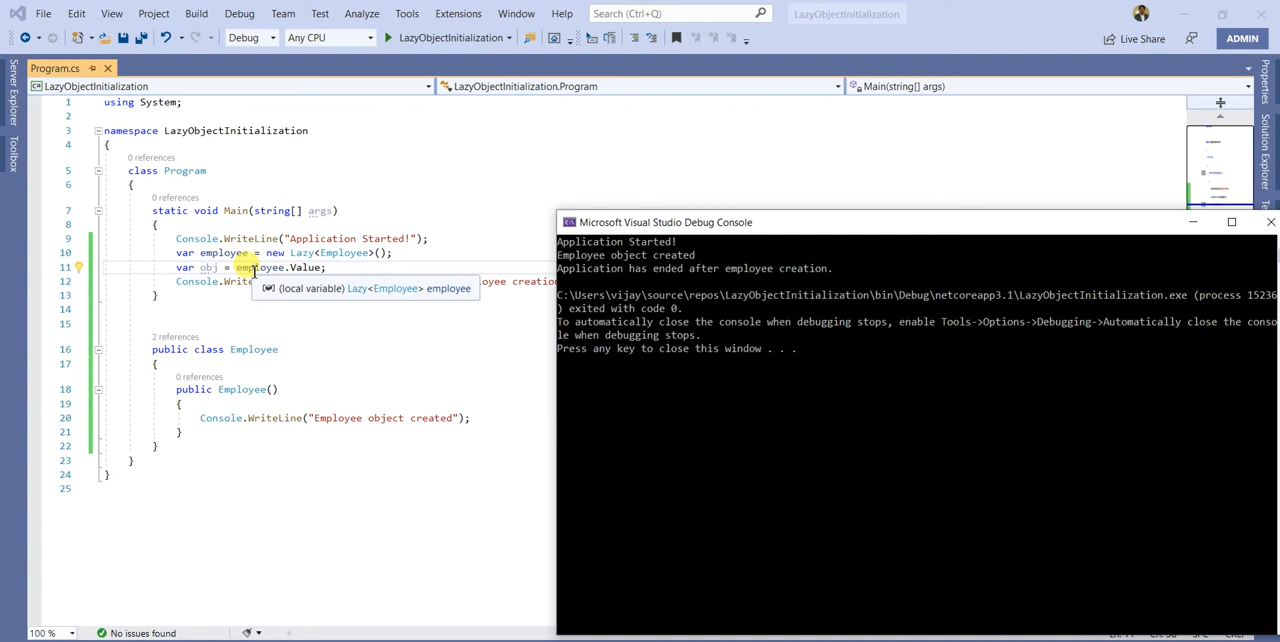 File Edit View Project Build Debug Team Test Analyze Tools Extensions Window Help Search (Ctrl+Q) LazyObjectInitialization
Debug Any CPU LazyObjectInitialization Live Share ADMIN
Program.cs
LazyObjectInitialization LazyObjectInitialization.Program Main(string[] args)
Server Explorer
Toolbox
Properties
Solution Explorer
1 using System;
2
3 namespace LazyObjectInitialization
4 {
0 references
5 class Program
6 {
0 references
7 static void Main(string[] args)
8 {
9 Console.WriteLine("Application Started!");
10 var employee = new Lazy<Employee>();
11 var obj = employee.Value;
12 Console.Wri ployee creation
(local variable) Lazy<Employee> employee
13 }
14
15
2 references
16 public class Employee
17 {
0 references
18 public Employee()
19 {
20 Console.WriteLine("Employee object created");
21 }
22 }
23 }
24 }
25
Microsoft Visual Studio Debug Console
Application Started!
Employee object created
Application has ended after employee creation.
C:\Users\vijay\source\repos\LazyObjectInitialization\bin\Debug\netcoreapp3.1\LazyObjectInitialization.exe (process 15236
) exited with code 0.
To automatically close the console when debugging stops, enable Tools->Options->Debugging->Automatically close the conso
le when debugging stops.
Press any key to close this window . . .
100 % No issues found